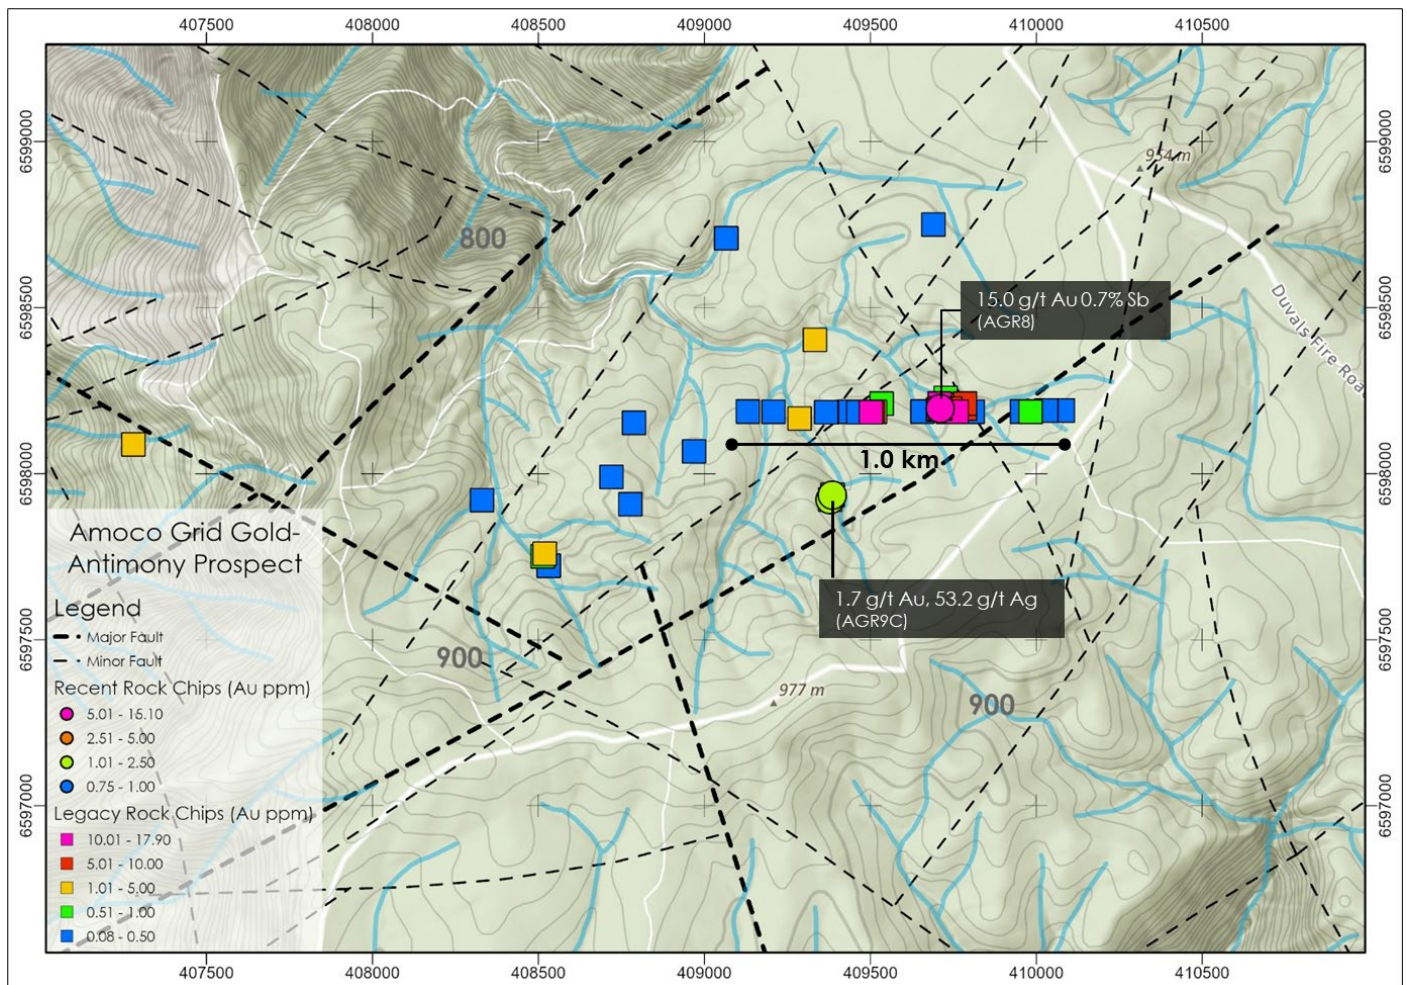 407500 408000 408500 409000 409500 410000 410500
6599000
6599000
954 m
800
15.0 g/t Au 0.7% Sb
(AGR8)
6598500
6598500
Duvals Fire Roa
1.0 km
6598000
6598000
Amoco Grid Gold-
Antimony Prospect
1.7 g/t Au, 53.2 g/t Ag
(AGR9C)
Legend
Major Fault
Minor Fault
6597500
6597500
900
977 m
900
Recent Rock Chips (Au ppm)
5.01 - 15.10
2.51 - 5.00
1.01 - 2.50
0.75 - 1.00
6597000
6597000
Legacy Rock Chips (Au ppm)
10.01 - 17.90
5.01 - 10.00
1.01 - 5.00
0.51 - 1.00
0.08 - 0.50
407500 408000 408500 409000 409500 410000 410500